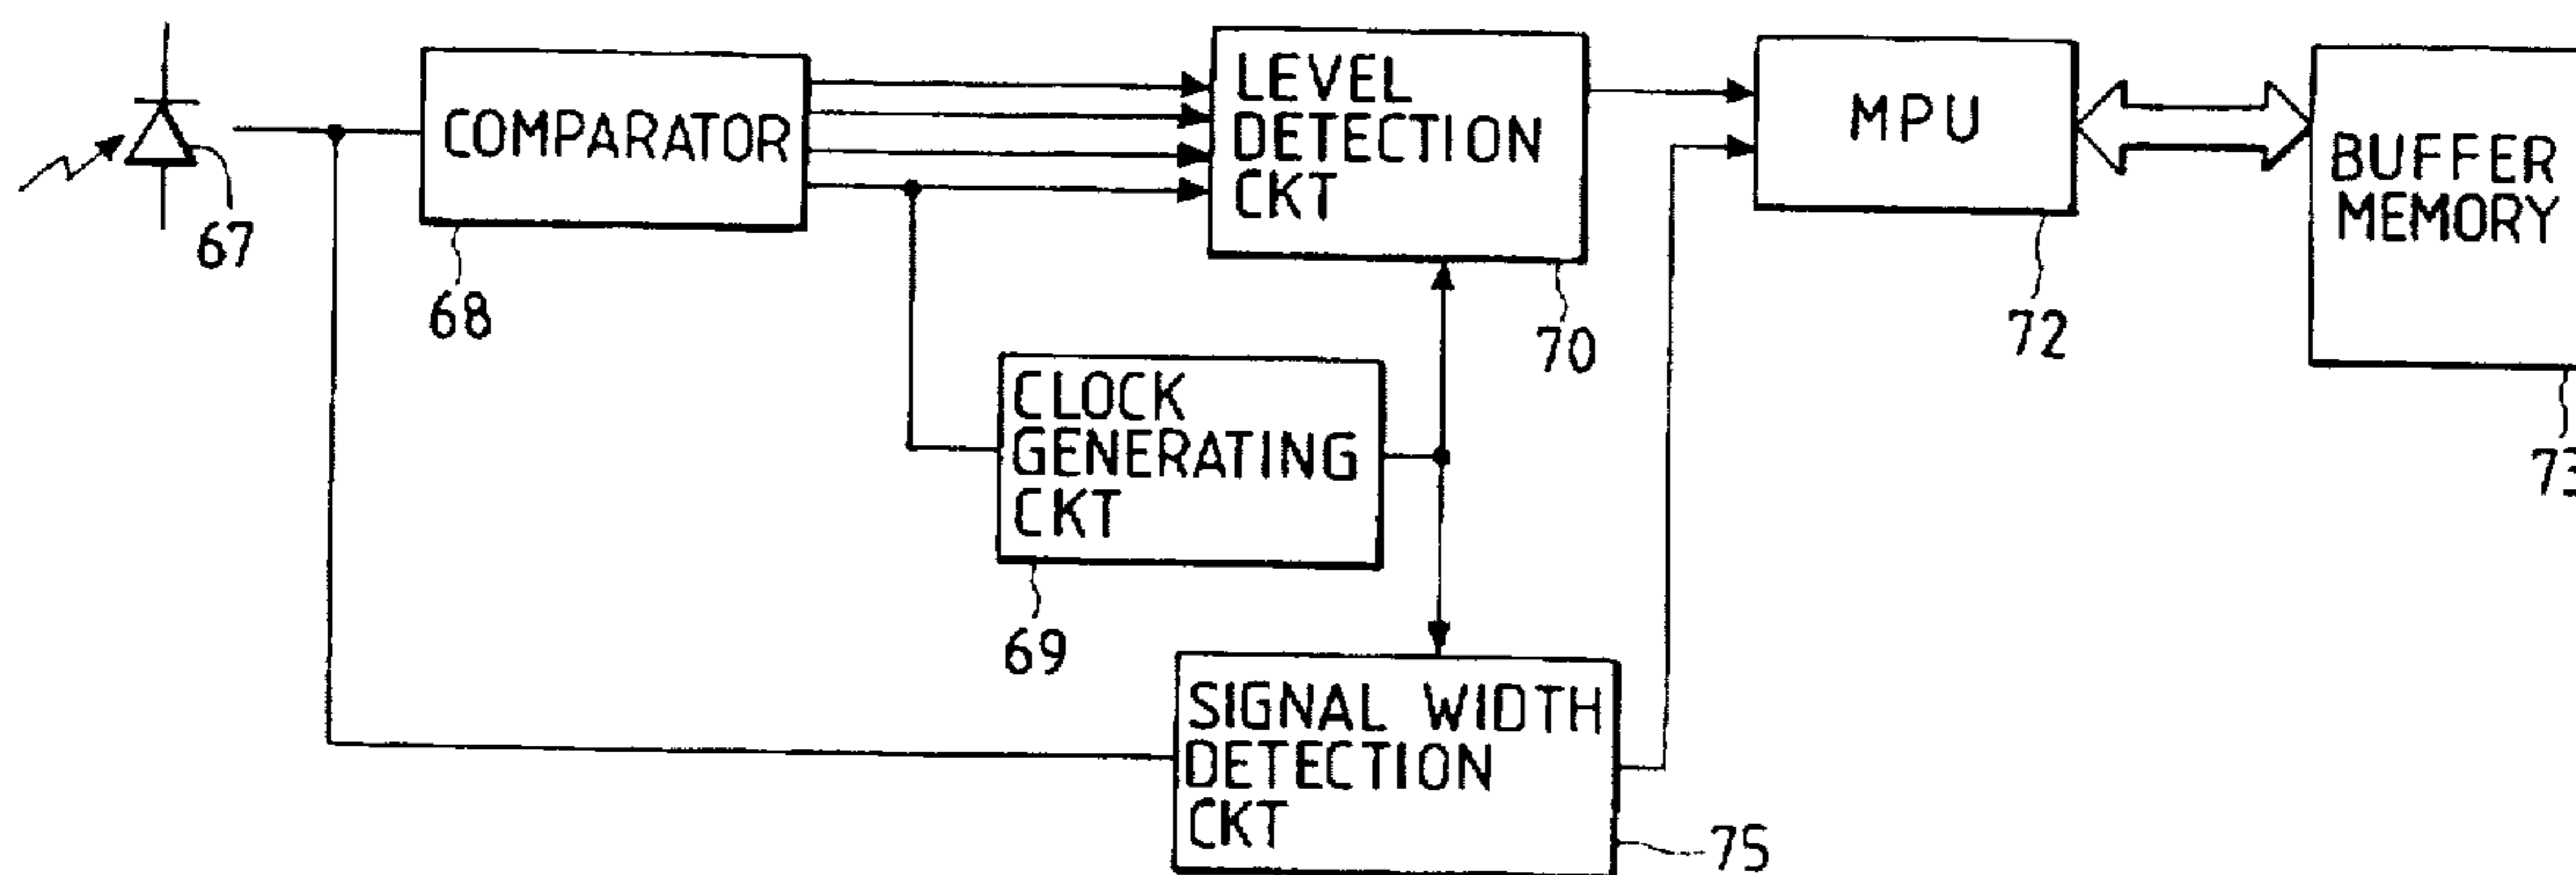 COMPARATOR
LEVEL
DETECTION
CKT
MPU
BUFFER
MEMORY
67
68
70
72
73
CLOCK
GENERATING
CKT
69
SIGNAL WIDTH
DETECTION
CKT
75